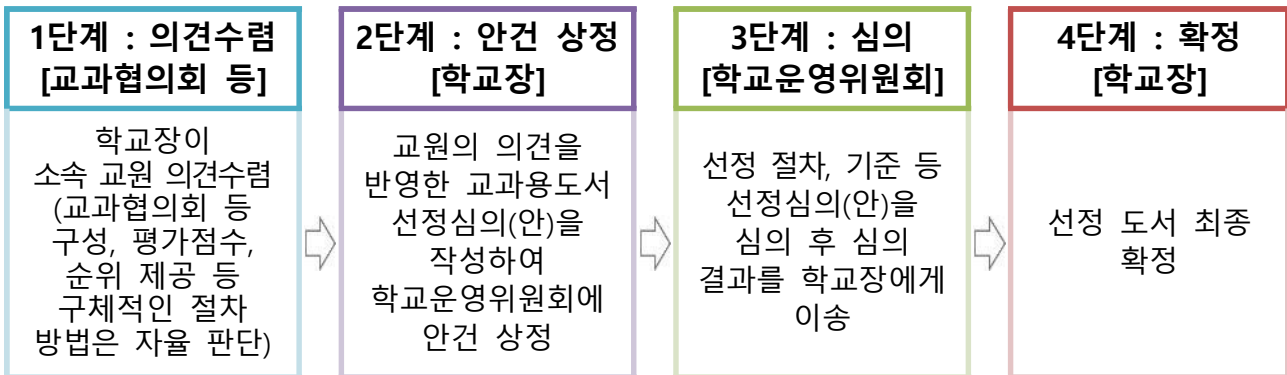 1단계 : 의견수렴
[교과협의회 등]
학교장이
소속 교원 의견수렴
(교과협의회 등
구성, 평가점수,
순위 제공 등
구체적인 절차
방법은 자율 판단)
2단계 : 안건 상정
[학교장]
교원의 의견을
반영한 교과용도서
선정심의(안)을
작성하여
학교운영위원회에
안건 상정
3단계 : 심의
[학교운영위원회]
선정 절차, 기준 등
선정심의(안)을
심의 후 심의
결과를 학교장에게
이송
4단계 : 확정
[학교장]
선정 도서 최종
확정